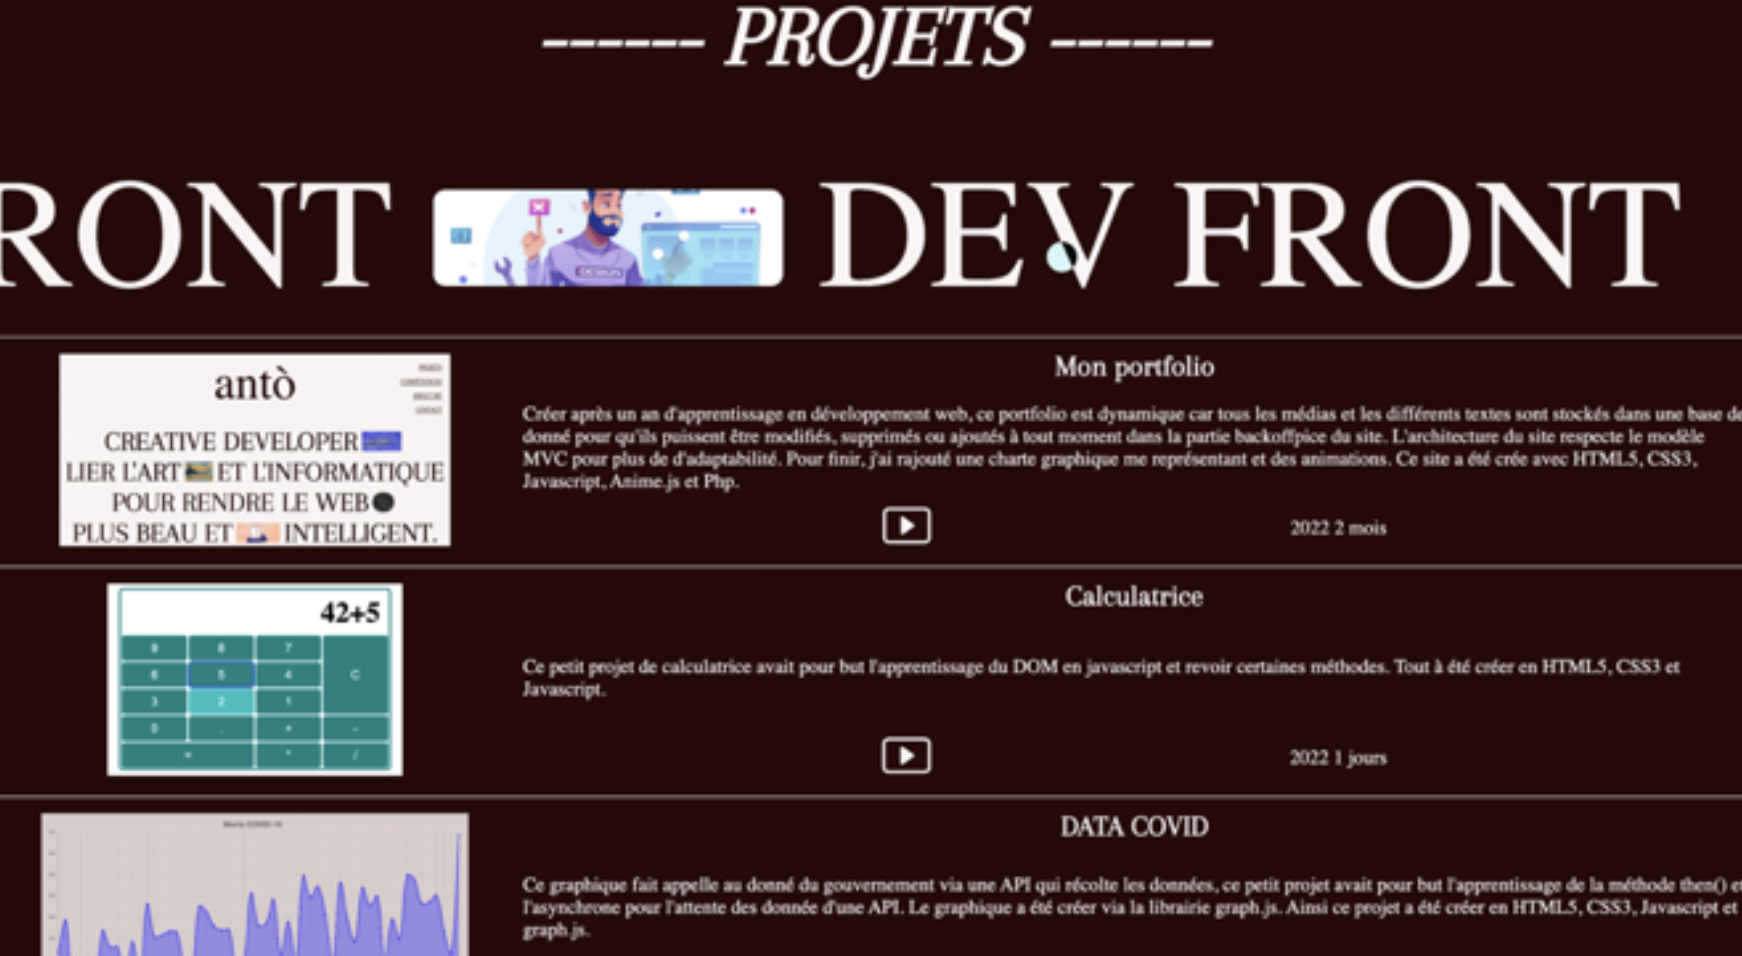 ------ PROJETS ------
RONT DEV FRONT
DESIGN
antò
CREATIVE DEVELOPER
LIER L'ART ET L'INFORMATIQUE
POUR RENDRE LE WEB
PLUS BEAU ET INTELLIGENT.
Mon portfolio
Créer après un an d'apprentissage en développement web, ce portfolio est dynamique car tous les médias et les différents textes sont stockés dans une base de
donné pour qu'ils puissent être modifiés, supprimés ou ajoutés à tout moment dans la partie backoffpice du site. L'architecture du site respecte le modèle
MVC pour plus de d'adaptabilité. Pour finir, j'ai rajouté une charte graphique me représentant et des animations. Ce site a été crée avec HTML5, CSS3,
Javascript, Anime.js et Php.
2022 2 mois
42+5
9 8 7
6 5 4 C
3 2 1
0 . + -
= * /
Calculatrice
Ce petit projet de calculatrice avait pour but l'apprentissage du DOM en javascript et revoir certaines méthodes. Tout à été créer en HTML5, CSS3 et
Javascript.
2022 1 jours
Morts COVID-19
DATA COVID
Ce graphique fait appelle au donné du gouvernement via une API qui récolte les données, ce petit projet avait pour but l'apprentissage de la méthode then() et
l'asynchrone pour l'attente des donnée d'une API. Le graphique a été créer via la librairie graph.js. Ainsi ce projet a été créer en HTML5, CSS3, Javascript et
graph.js.